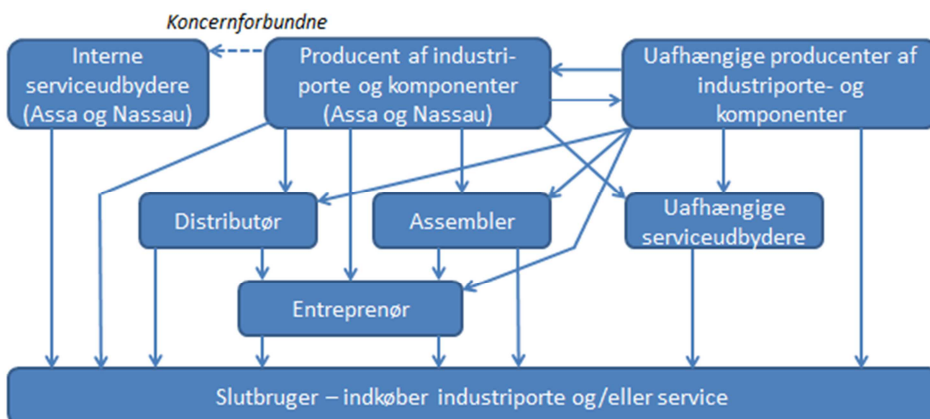 Koncernforbundne
Interne
serviceudbydere
(Assa og Nassau)
Producent af industri-
porte og komponenter
(Assa og Nassau)
Uafhængige producenter af
industriporte- og
komponenter
Distributør
Assembler
Uafhængige
serviceudbydere
Entreprenør
Slutbruger – indkøber industriporte og/eller service